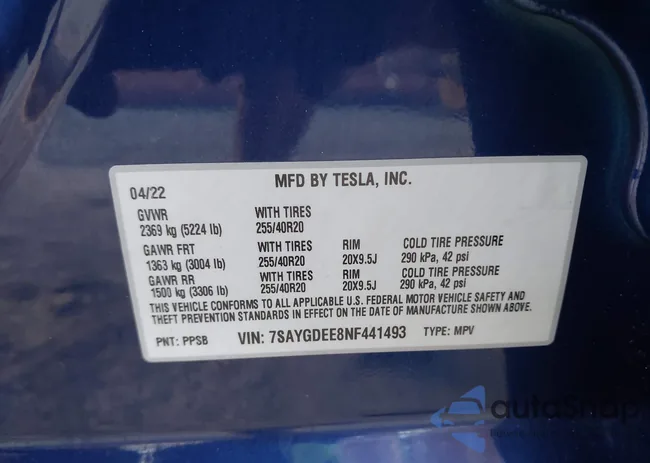 MFD BY TESLA, INC.
04/22
GVWR WITH TIRES
2369 kg (5224 lb) 255/40R20
GAWR FRT WITH TIRES RIM COLD TIRE PRESSURE
1363 kg (3004 lb) 255/40R20 20X9.5J 290 kPa, 42 psi
GAWR RR WITH TIRES RIM COLD TIRE PRESSURE
1500 kg (3306 lb) 255/40R20 20X9.5J 290 kPa, 42 psi
THIS VEHICLE CONFORMS TO ALL APPLICABLE U.S. FEDERAL MOTOR VEHICLE SAFETY AND
THEFT PREVENTION STANDARDS IN EFFECT ON THE DATE OF MANUFACTURE SHOWN ABOVE.
PNT: PPSB VIN: 7SAYGDEE8NF441493 TYPE: MPV
autoShop